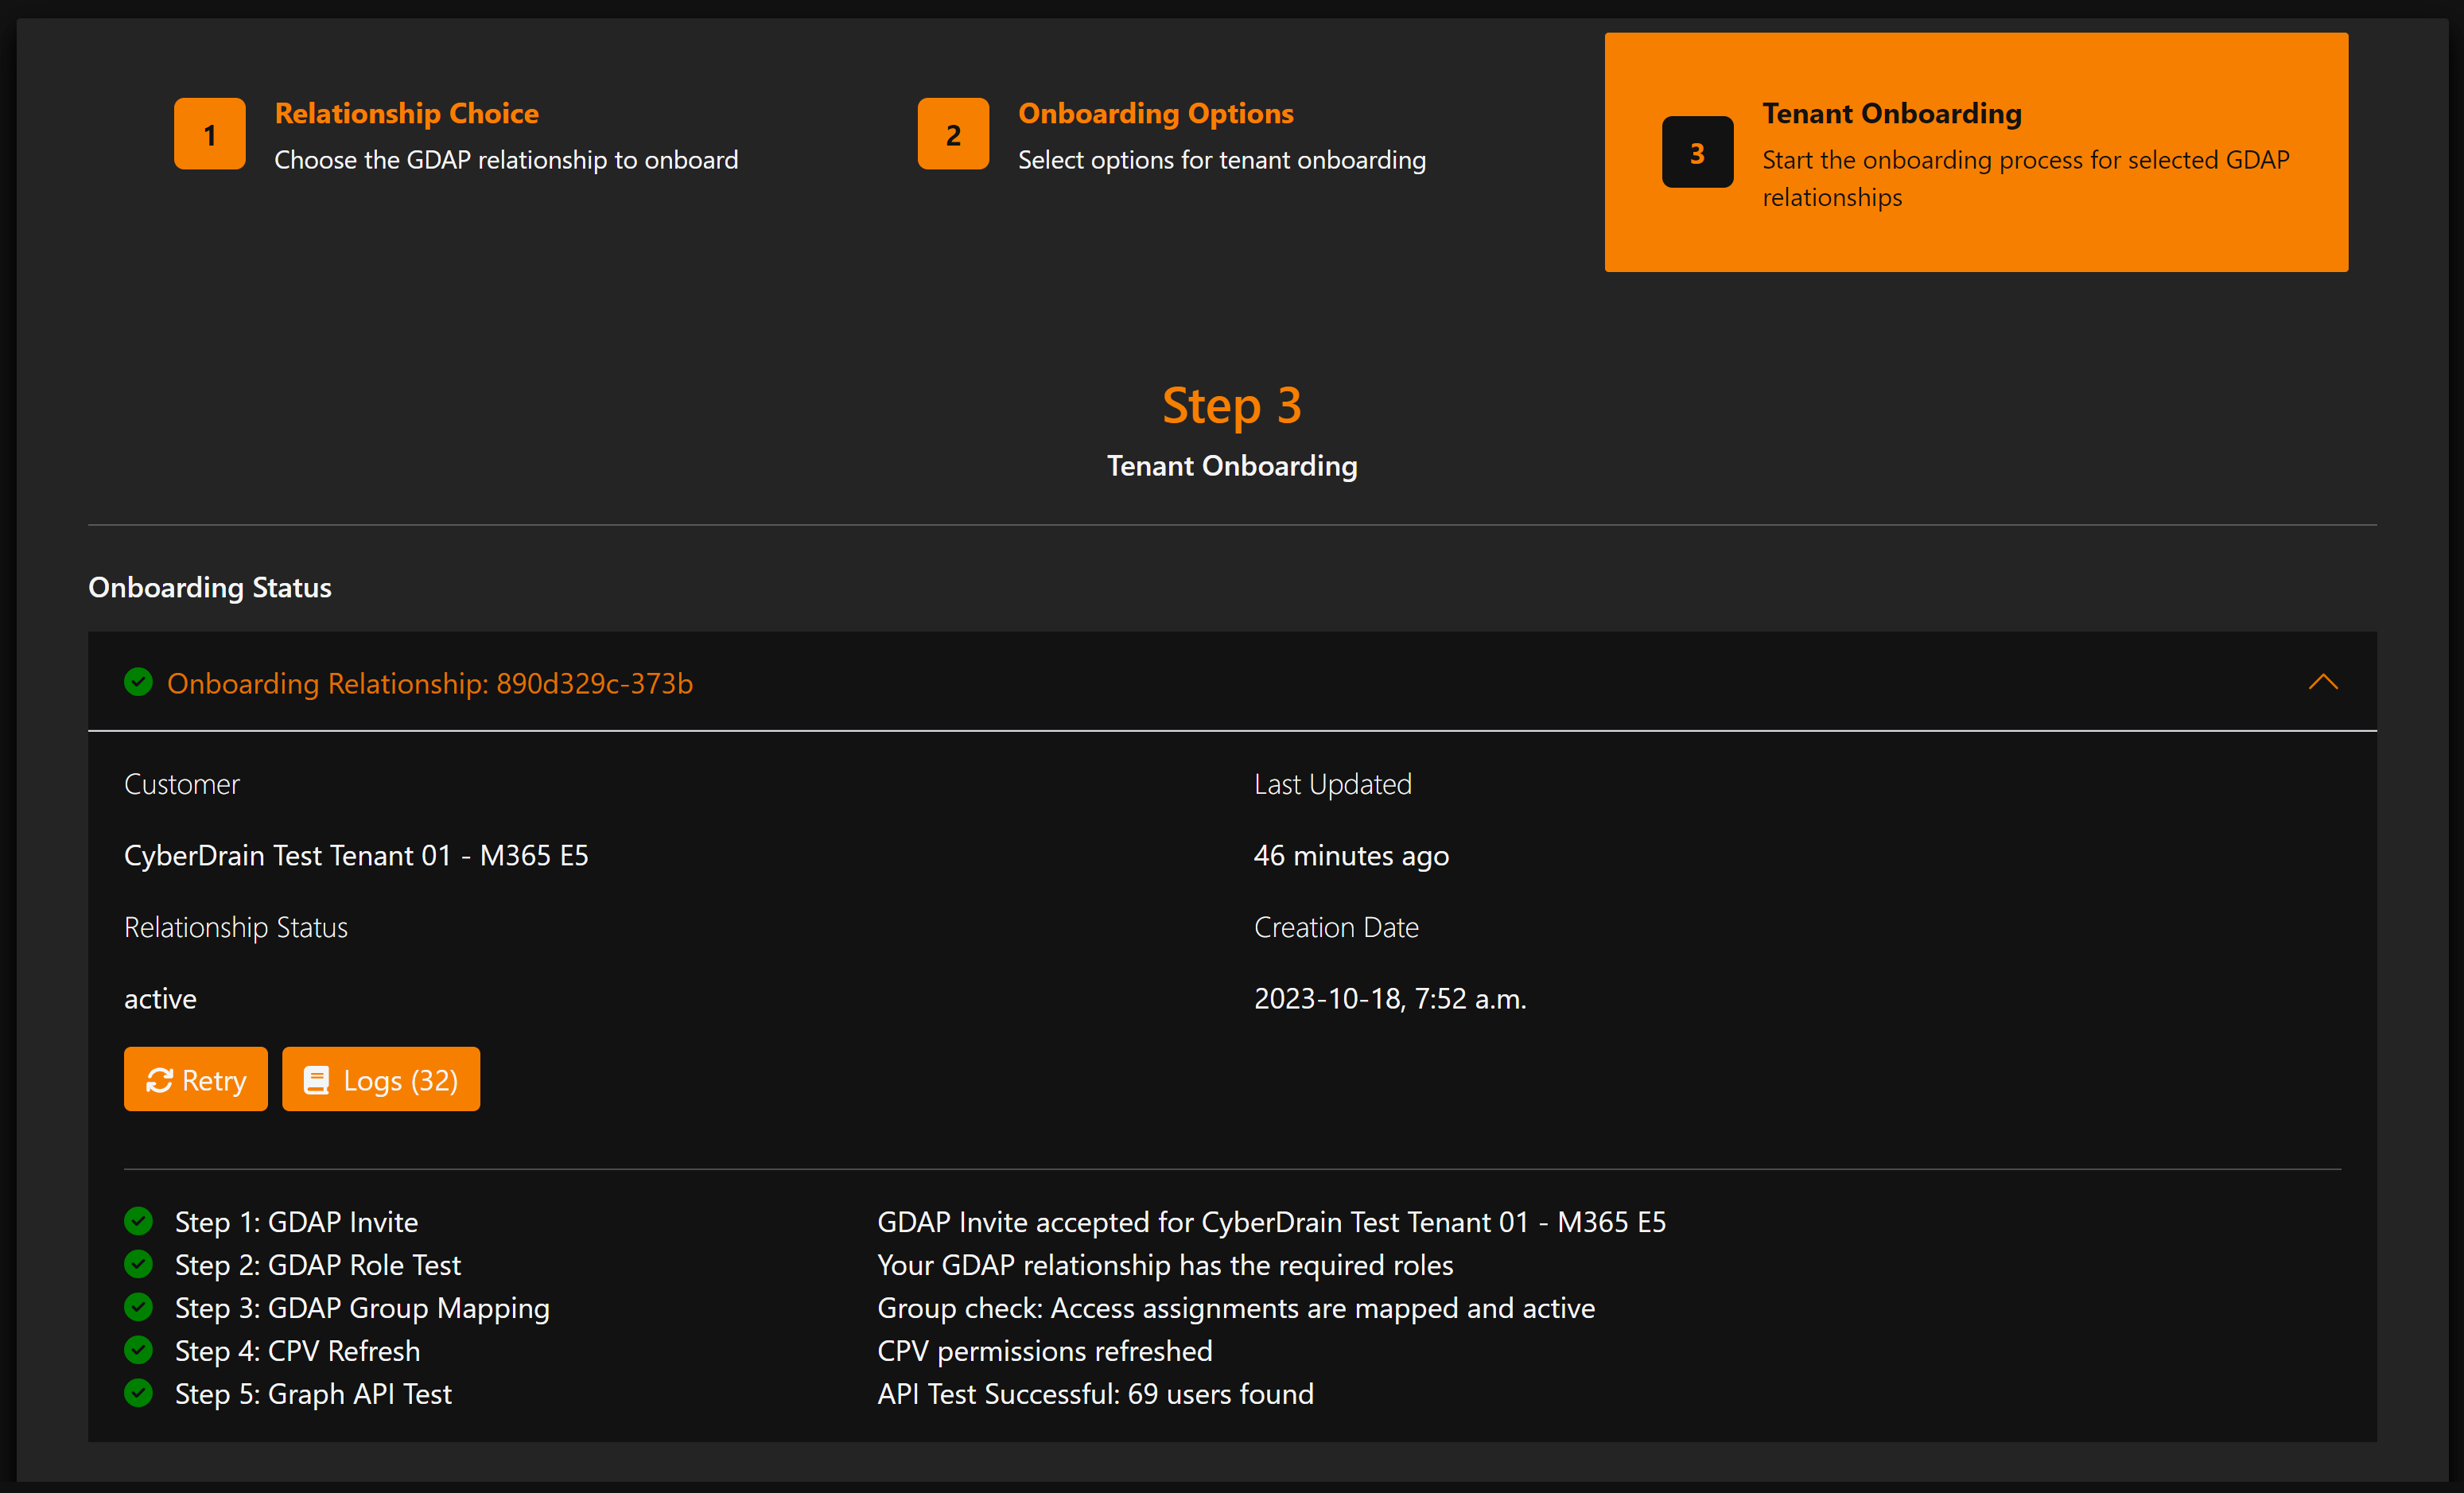 1
Relationship Choice
Choose the GDAP relationship to onboard
2
Onboarding Options
Select options for tenant onboarding
3
Tenant Onboarding
Start the onboarding process for selected GDAP
relationships
Step 3
Tenant Onboarding
Onboarding Status
Onboarding Relationship: 890d329c-373b
Customer
CyberDrain Test Tenant 01 - M365 E5
Last Updated
46 minutes ago
Relationship Status
active
Creation Date
2023-10-18, 7:52 a.m.
Retry
Logs (32)
Step 1: GDAP Invite GDAP Invite accepted for CyberDrain Test Tenant 01 - M365 E5
Step 2: GDAP Role Test Your GDAP relationship has the required roles
Step 3: GDAP Group Mapping Group check: Access assignments are mapped and active
Step 4: CPV Refresh CPV permissions refreshed
Step 5: Graph API Test API Test Successful: 69 users found